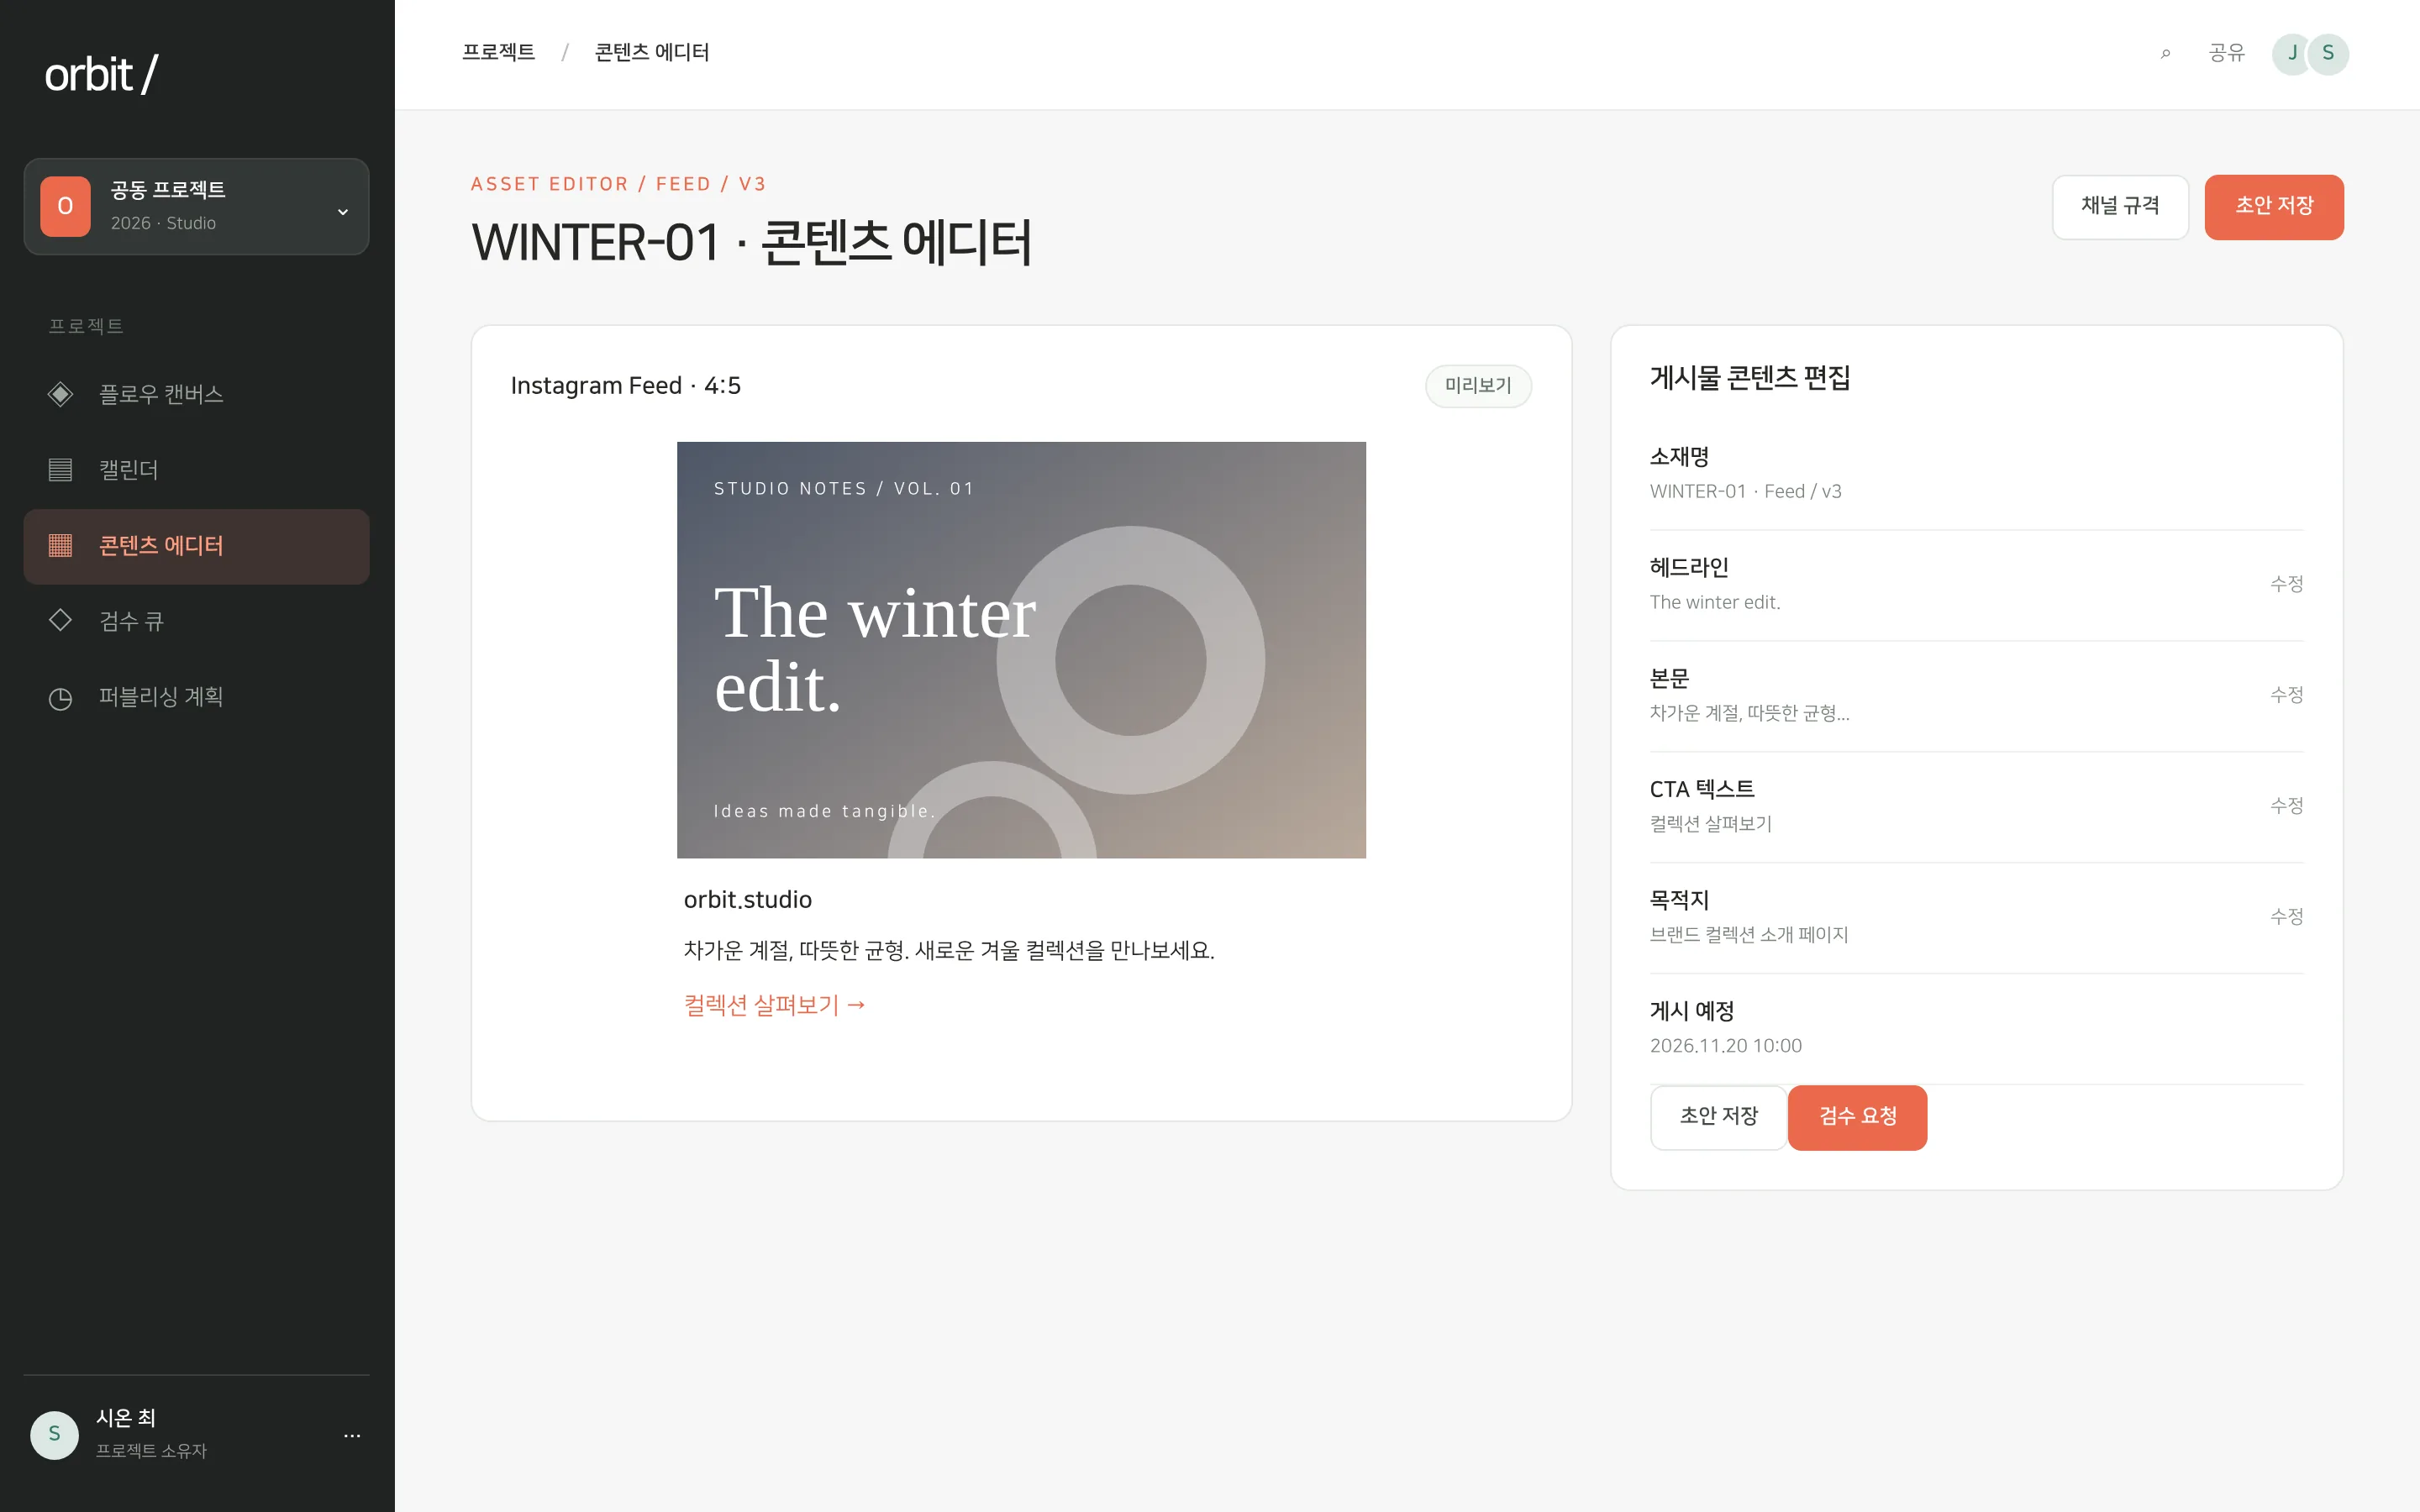 orbit /
O
공동 프로젝트
2026 · Studio
프로젝트
플로우 캔버스
캘린더
콘텐츠 에디터
검수 큐
퍼블리싱 계획
S
시온 최
프로젝트 소유자
...
프로젝트 / 콘텐츠 에디터
공유
J
S
ASSET EDITOR / FEED / V3
WINTER-01 · 콘텐츠 에디터
채널 규격
초안 저장
Instagram Feed · 4:5
미리보기
STUDIO NOTES / VOL. 01
The winter
edit.
Ideas made tangible.
orbit.studio
차가운 계절, 따뜻한 균형. 새로운 겨울 컬렉션을 만나보세요.
컬렉션 살펴보기 →
게시물 콘텐츠 편집
소재명
WINTER-01 · Feed / v3
헤드라인
The winter edit.
수정
본문
차가운 계절, 따뜻한 균형...
수정
CTA 텍스트
컬렉션 살펴보기
수정
목적지
브랜드 컬렉션 소개 페이지
수정
게시 예정
2026.11.20 10:00
초안 저장
검수 요청